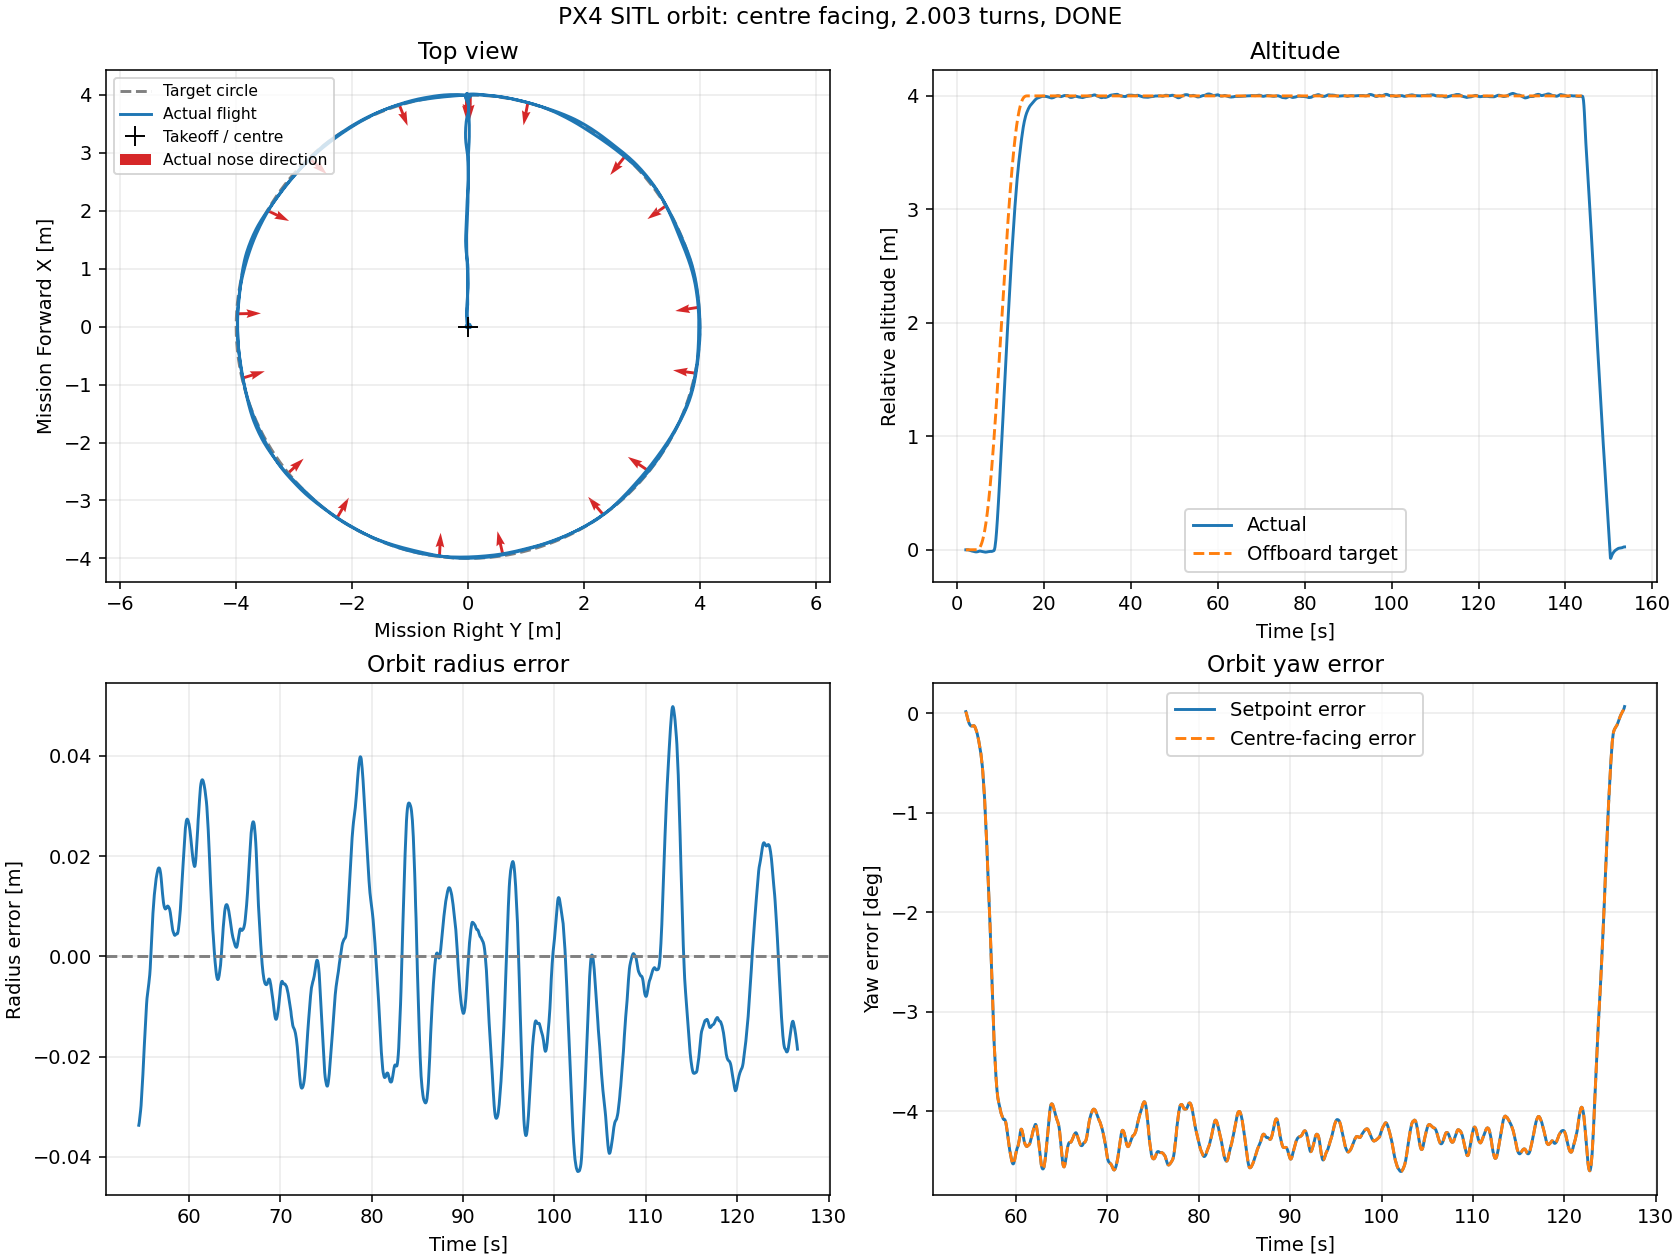 PX4 SITL orbit: centre facing, 2.003 turns, DONE
Top view
Target circle
Actual flight
Takeoff / centre
Actual nose direction
4
3
2
1
0
−1
−2
−3
−4
Mission Forward X [m]
−6 −4 −2 0 2 4 6
Mission Right Y [m]
Altitude
4
3
2
1
0
Relative altitude [m]
Actual
Offboard target
0 20 40 60 80 100 120 140 160
Time [s]
Orbit radius error
0.04
0.02
0.00
−0.02
−0.04
Radius error [m]
60 70 80 90 100 110 120 130
Time [s]
Orbit yaw error
Setpoint error
Centre-facing error
0
−1
−2
−3
−4
Yaw error [deg]
60 70 80 90 100 110 120 130
Time [s]